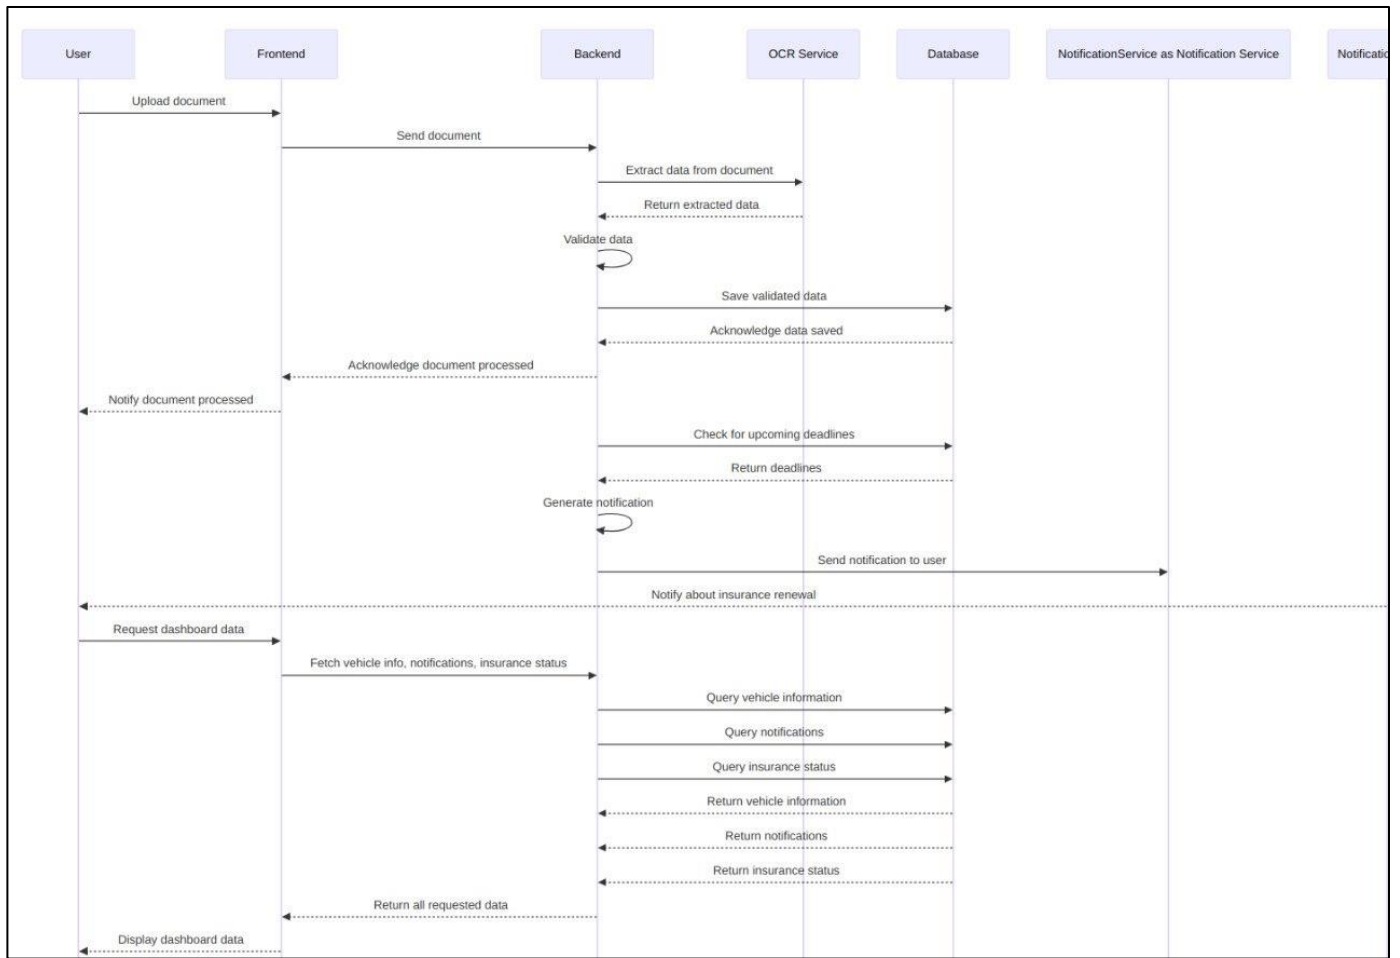 User
Frontend
Backend
OCR Service
Database
NotificationService as Notification Service
Upload document
Send document
Extract data from document
Return extracted data
Validate data
Save validated data
Acknowledge data saved
Acknowledge document processed
Notify document processed
Check for upcoming deadlines
Return deadlines
Generate notification
Send notification to user
Notify about insurance renewal
Request dashboard data
Fetch vehicle info, notifications, insurance status
Query vehicle information
Query notifications
Query insurance status
Return vehicle information
Return notifications
Return insurance status
Return all requested data
Display dashboard data